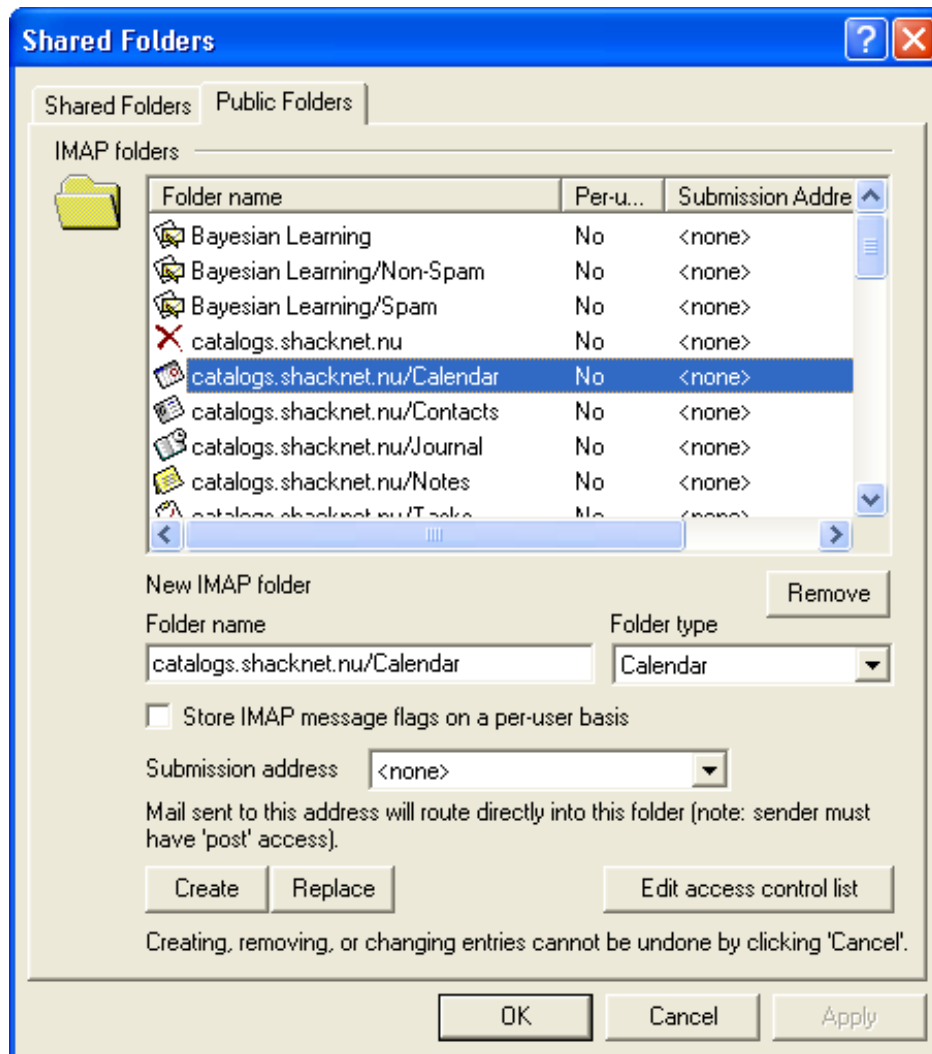 Shared Folders
Shared Folders Public Folders
IMAP folders
Folder name Per-u... Submission Addre
Bayesian Learning No <none>
Bayesian Learning/Non-Spam No <none>
Bayesian Learning/Spam No <none>
catalogs.shacknet.nu No <none>
catalogs.shacknet.nu/Calendar No <none>
catalogs.shacknet.nu/Contacts No <none>
catalogs.shacknet.nu/Journal No <none>
catalogs.shacknet.nu/Notes No <none>
catalogs.shacknet.nu/Tasks No <none>
New IMAP folder
Remove
Folder name Folder type
catalogs.shacknet.nu/Calendar Calendar
Store IMAP message flags on a per-user basis
Submission address <none>
Mail sent to this address will route directly into this folder (note: sender must
have 'post' access).
Create Replace Edit access control list
Creating, removing, or changing entries cannot be undone by clicking 'Cancel'.
OK Cancel Apply